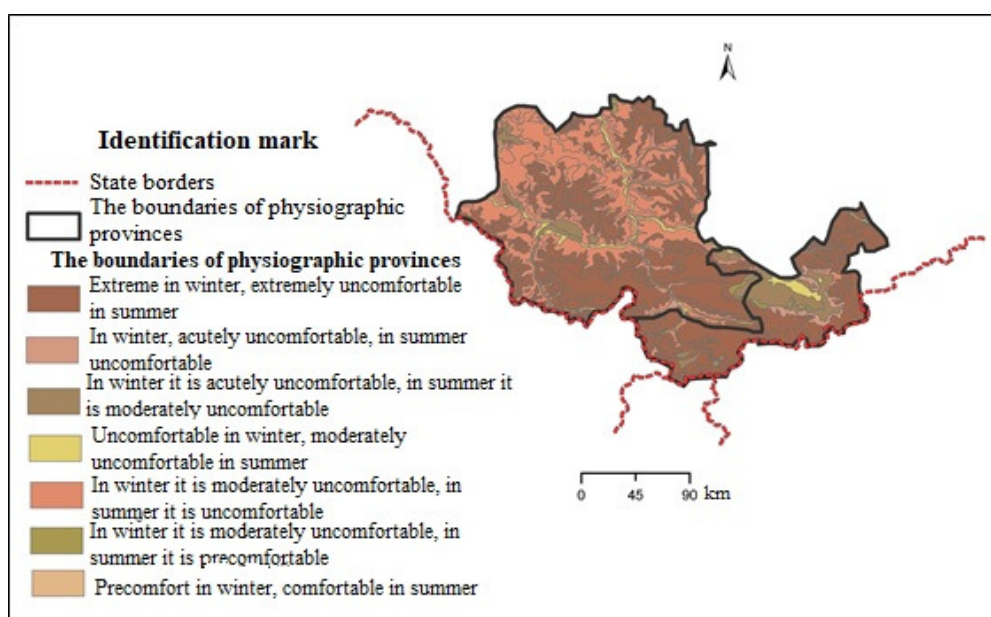 N
Identification mark
State borders
The boundaries of physiographic
provinces
The boundaries of physiographic provinces
Extreme in winter, extremely uncomfortable
in summer
In winter, acutely uncomfortable, in summer
uncomfortable
In winter it is acutely uncomfortable, in summer it
is moderately uncomfortable
Uncomfortable in winter, moderately
uncomfortable in summer
In winter it is moderately uncomfortable, in
summer it is uncomfortable
In winter it is moderately uncomfortable, in
summer it is precomfortable
Precomfort in winter, comfortable in summer
0 45 90 km